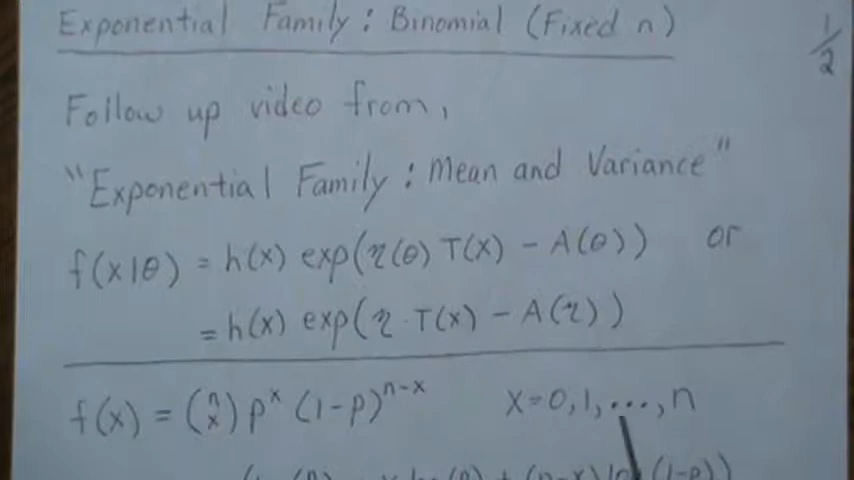 Exponential Family: Binomial (Fixed n)
1/2
Follow up video from,
"Exponential Family: Mean and Variance"
f(x|θ) = h(x) exp(η(θ) T(x) - A(θ)) or
= h(x) exp(η · T(x) - A(η))
f(x) = (n x) p^x (1-p)^{n-x} x=0,1,...,n